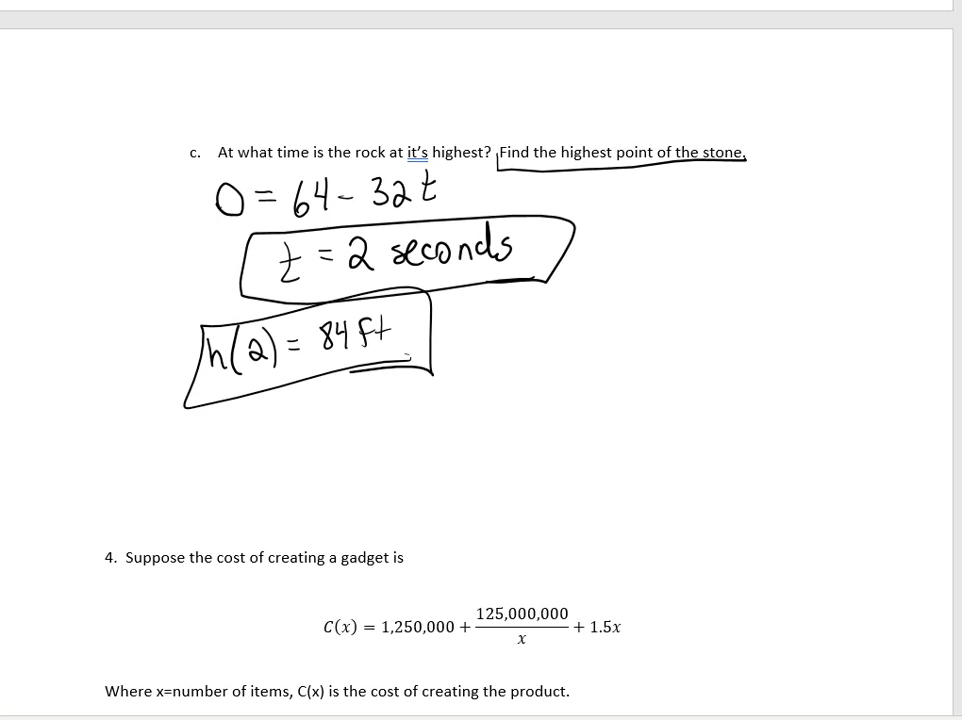 c. At what time is the rock at it's highest? Find the highest point of the stone.
0 = 64 - 32t
t = 2 seconds
h(2) = 84 ft
4. Suppose the cost of creating a gadget is
C(x) = 1,250,000 + 125,000,000/x + 1.5x
Where x=number of items, C(x) is the cost of creating the product.